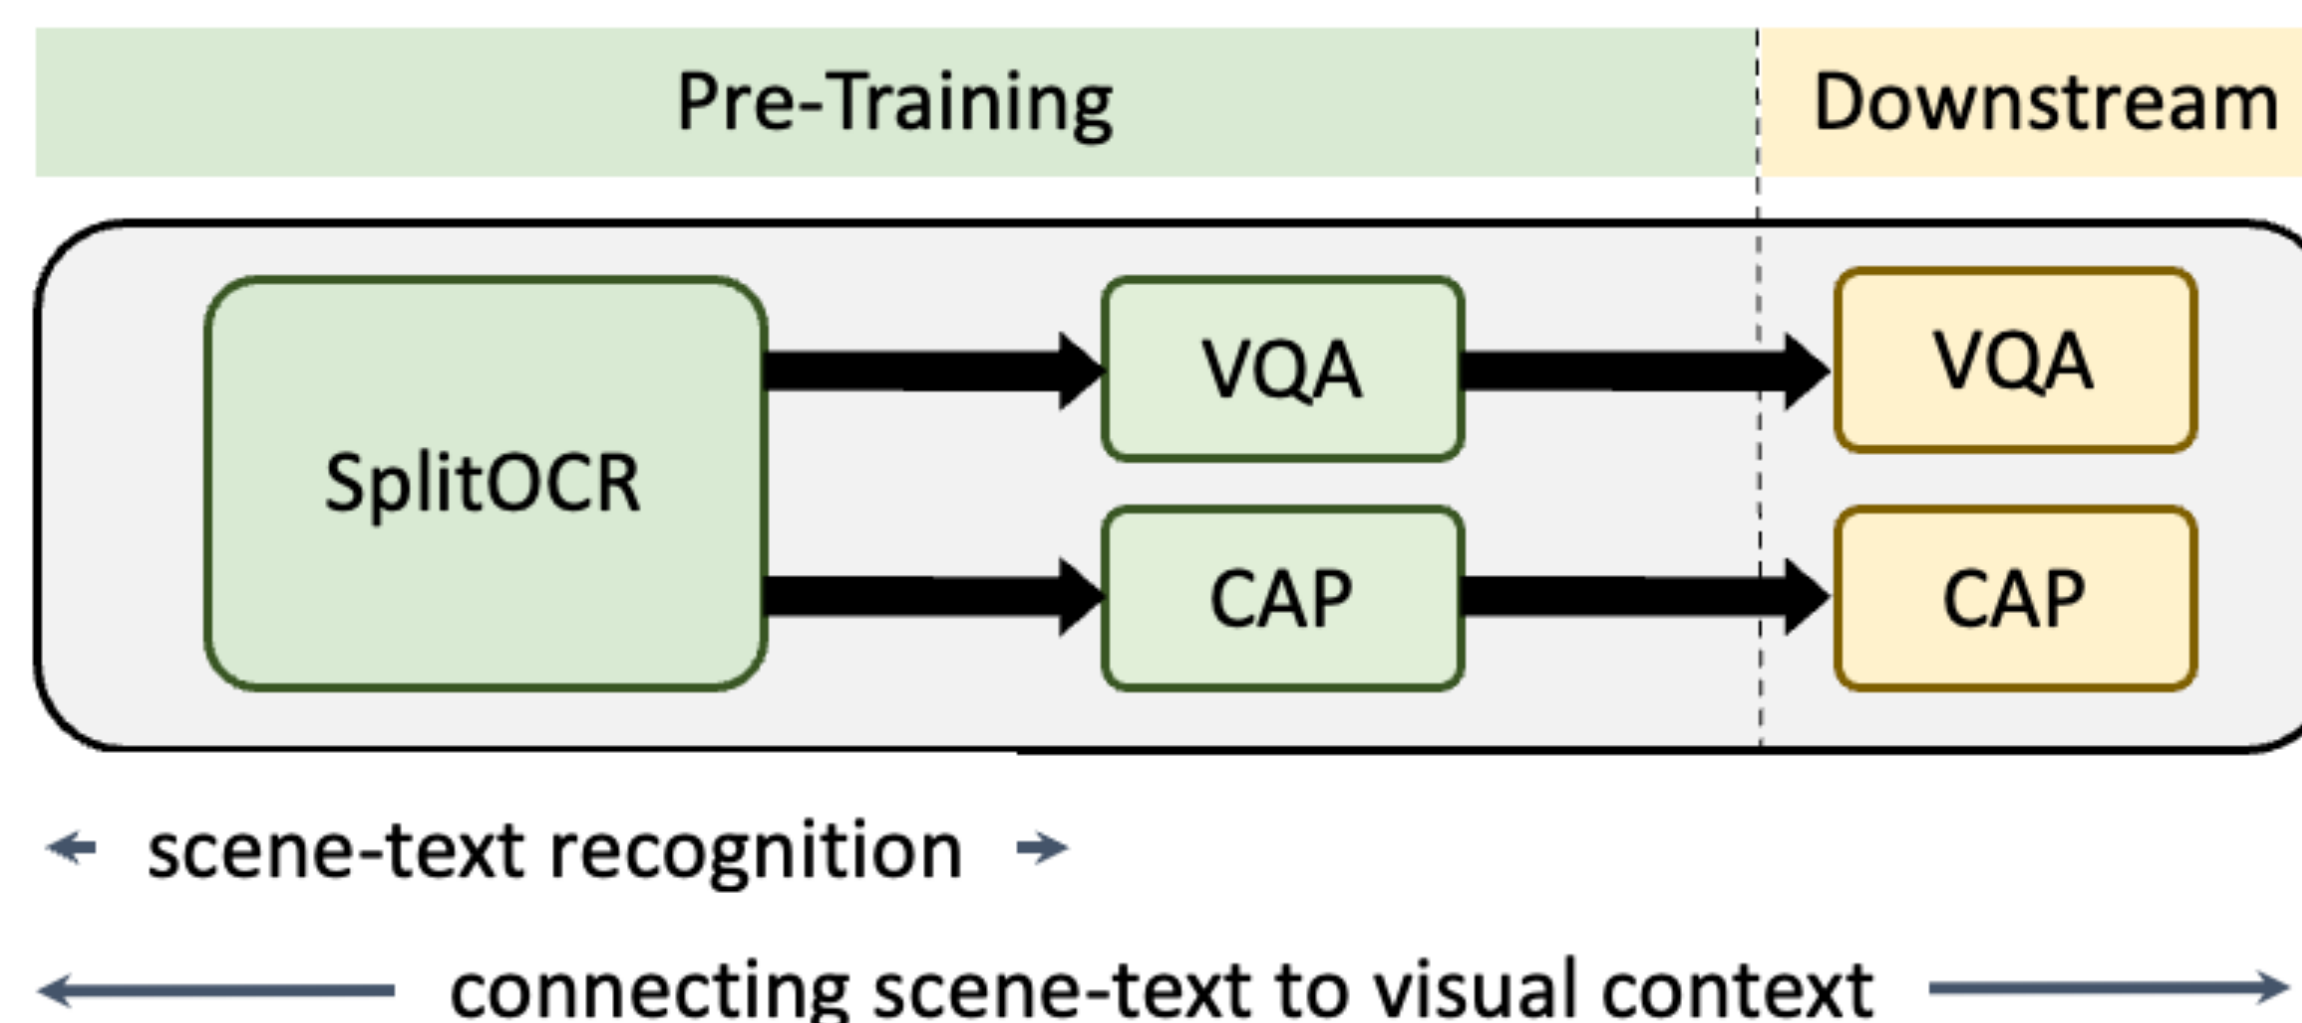 Pre-Training
Downstream
VQA
VQA
SplitOCR
CAP
CAP
scene-text recognition
connecting scene-text to visual context